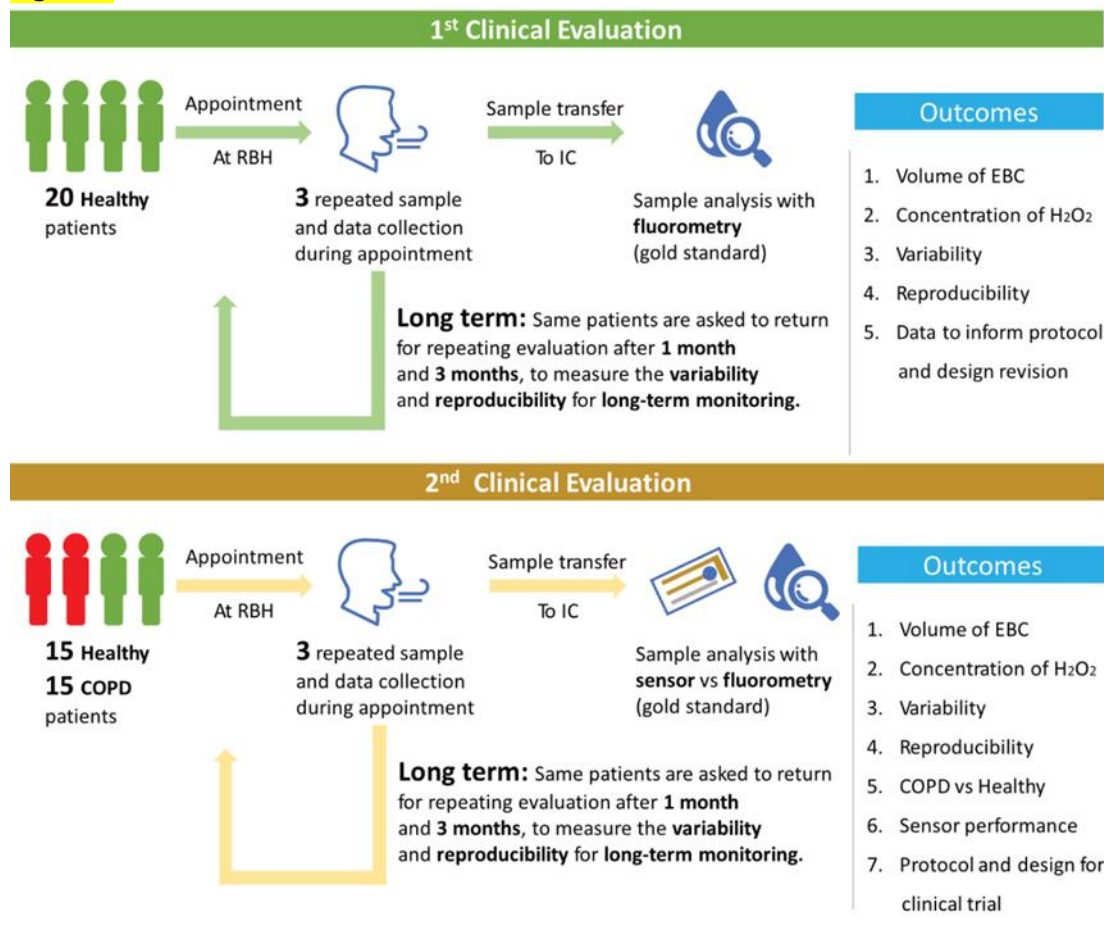 1st Clinical Evaluation
Appointment
At RBH
Sample transfer
To IC
20 Healthy
patients
3 repeated sample
and data collection
during appointment
Sample analysis with
fluorometry
(gold standard)
Long term: Same patients are asked to return
for repeating evaluation after 1 month
and 3 months, to measure the variability
and reproducibility for long-term monitoring.
Outcomes
1. Volume of EBC
2. Concentration of H2O2
3. Variability
4. Reproducibility
5. Data to inform protocol
and design revision
2nd Clinical Evaluation
Appointment
At RBH
Sample transfer
To IC
15 Healthy
15 COPD
patients
3 repeated sample
and data collection
during appointment
Sample analysis with
sensor vs fluorometry
(gold standard)
Long term: Same patients are asked to return
for repeating evaluation after 1 month
and 3 months, to measure the variability
and reproducibility for long-term monitoring.
Outcomes
1. Volume of EBC
2. Concentration of H2O2
3. Variability
4. Reproducibility
5. COPD vs Healthy
6. Sensor performance
7. Protocol and design for
clinical trial